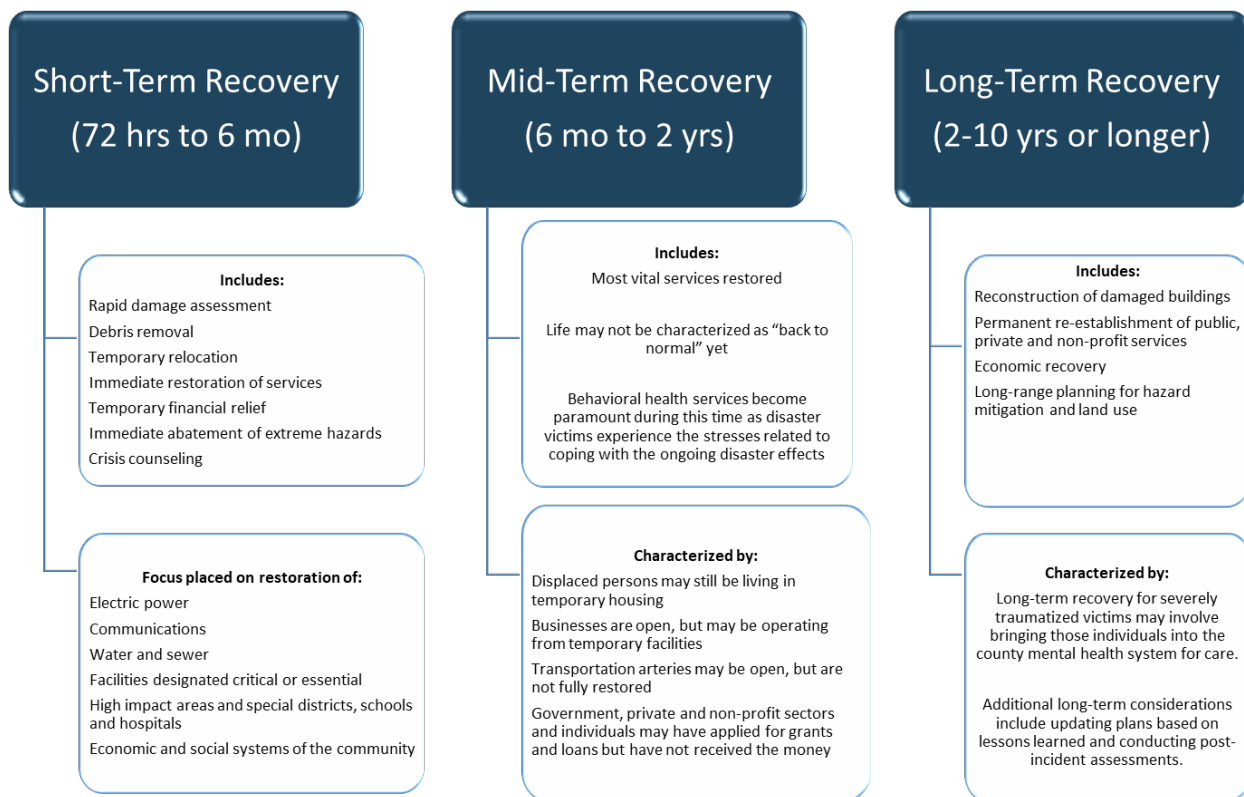 Short-Term Recovery
(72 hrs to 6 mo)
Includes:
Rapid damage assessment
Debris removal
Temporary relocation
Immediate restoration of services
Temporary financial relief
Immediate abatement of extreme hazards
Crisis counseling
Focus placed on restoration of:
Electric power
Communications
Water and sewer
Facilities designated critical or essential
High impact areas and special districts, schools
and hospitals
Economic and social systems of the community
Mid-Term Recovery
(6 mo to 2 yrs)
Includes:
Most vital services restored
Life may not be characterized as “back to
normal” yet
Behavioral health services become
paramount during this time as disaster
victims experience the stresses related to
coping with the ongoing disaster effects
Characterized by:
Displaced persons may still be living in
temporary housing
Businesses are open, but may be operating
from temporary facilities
Transportation arteries may be open, but are
not fully restored
Government, private and non-profit sectors
and individuals may have applied for grants
and loans but have not received the money
Long-Term Recovery
(2-10 yrs or longer)
Includes:
Reconstruction of damaged buildings
Permanent re-establishment of public,
private and non-profit services
Economic recovery
Long-range planning for hazard
mitigation and land use
Characterized by:
Long-term recovery for severely
traumatized victims may involve
bringing those individuals into the
county mental health system for care.
Additional long-term considerations
include updating plans based on
lessons learned and conducting post-
incident assessments.